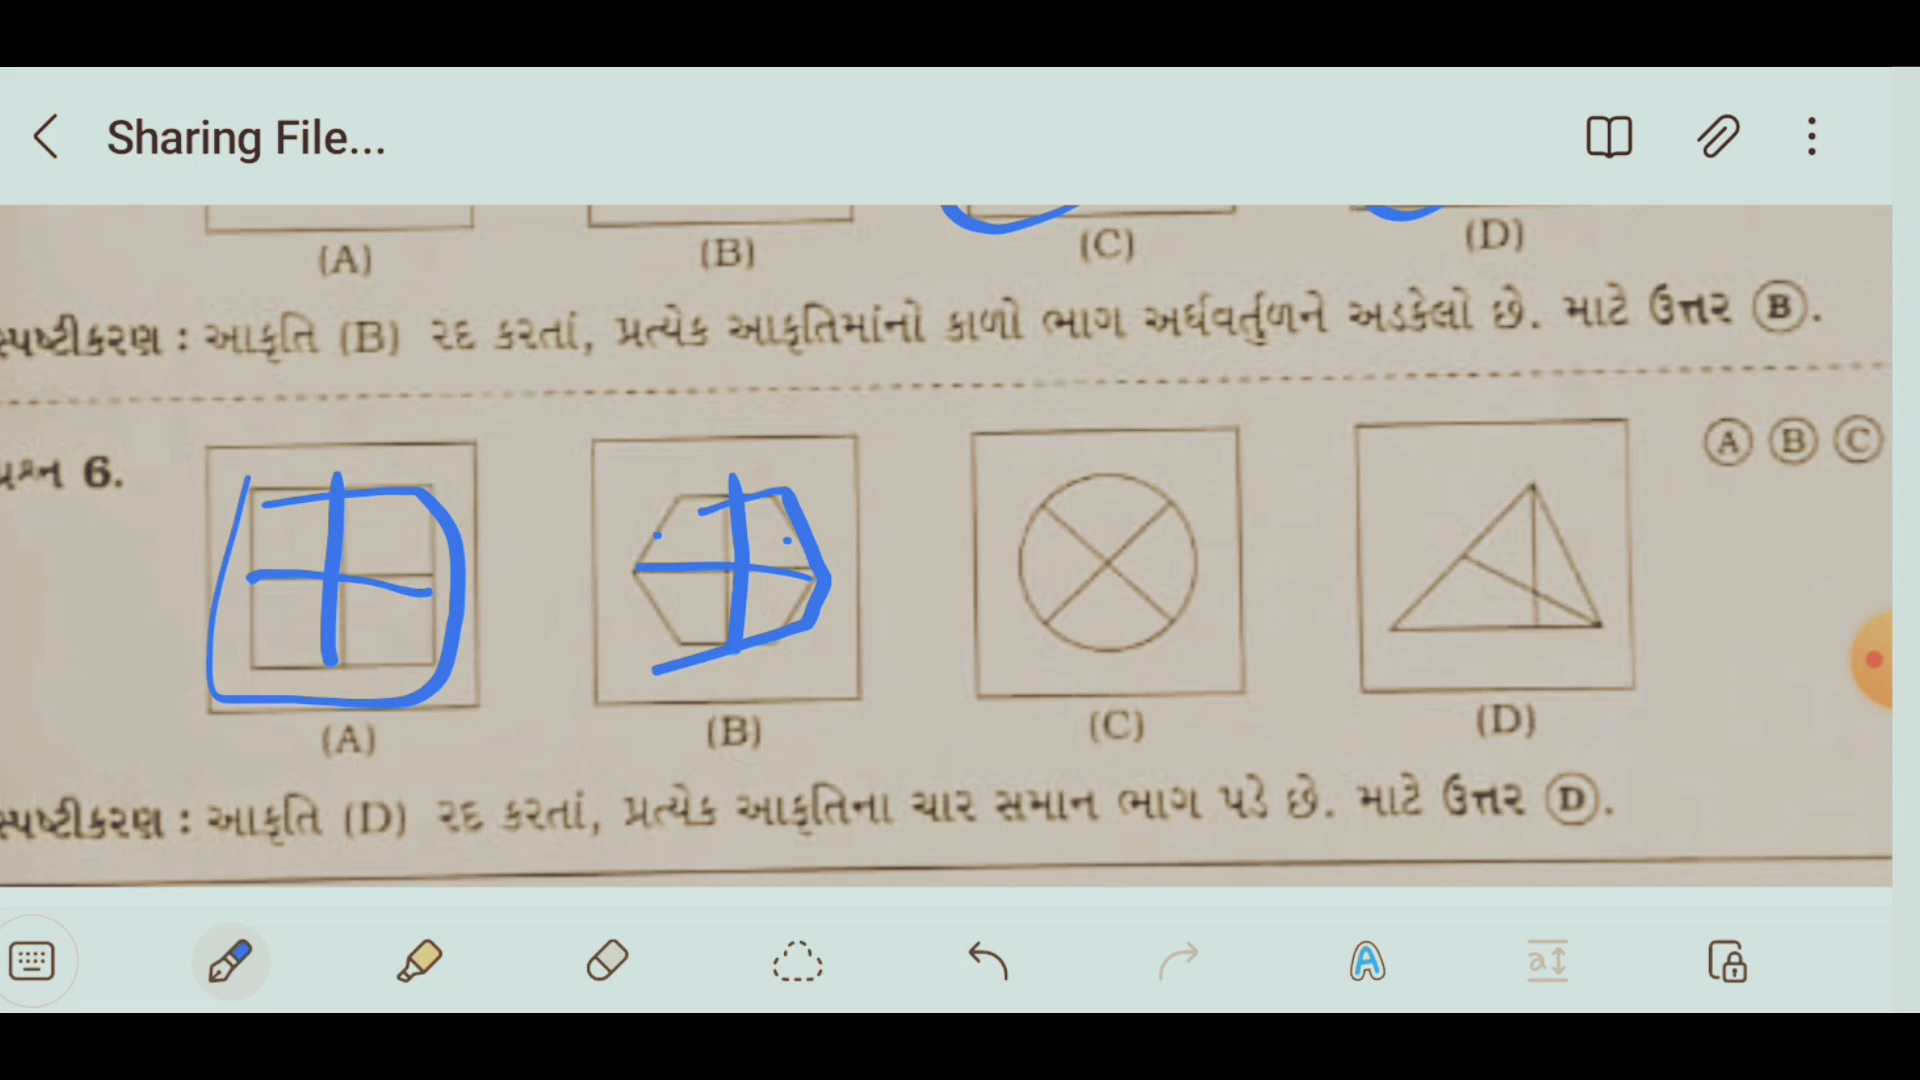 Sharing File...
(A) (B) (C) (D)
સ્પષ્ટીકરણ : આકૃતિ (B) રદ કરતાં, પ્રત્યેક આકૃતિમાંનો કાળો ભાગ અર્ધવર્તુળને અડકેલો છે. માટે ઉત્તર B.
પ્રશ્ન 6. A B C
(A) (B) (C) (D)
સ્પષ્ટીકરણ : આકૃતિ (D) રદ કરતાં, પ્રત્યેક આકૃતિના ચાર સમાન ભાગ પડે છે. માટે ઉત્તર D.
A
a